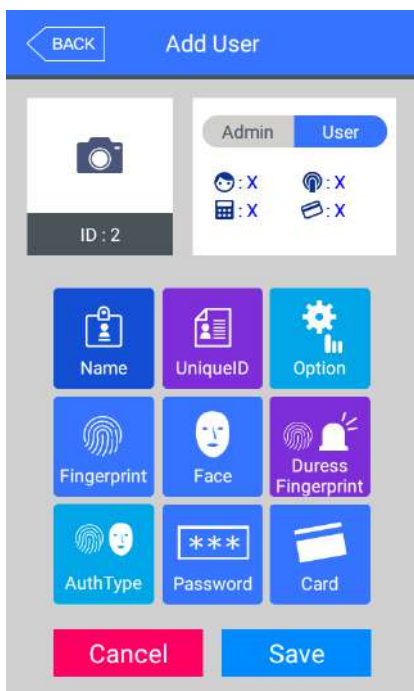 BACK
Add User
Admin User
: X : X
: X : X
ID : 2
Name UniqueID Option
Fingerprint Face Duress
Fingerprint
***
AuthType Password Card
Cancel Save